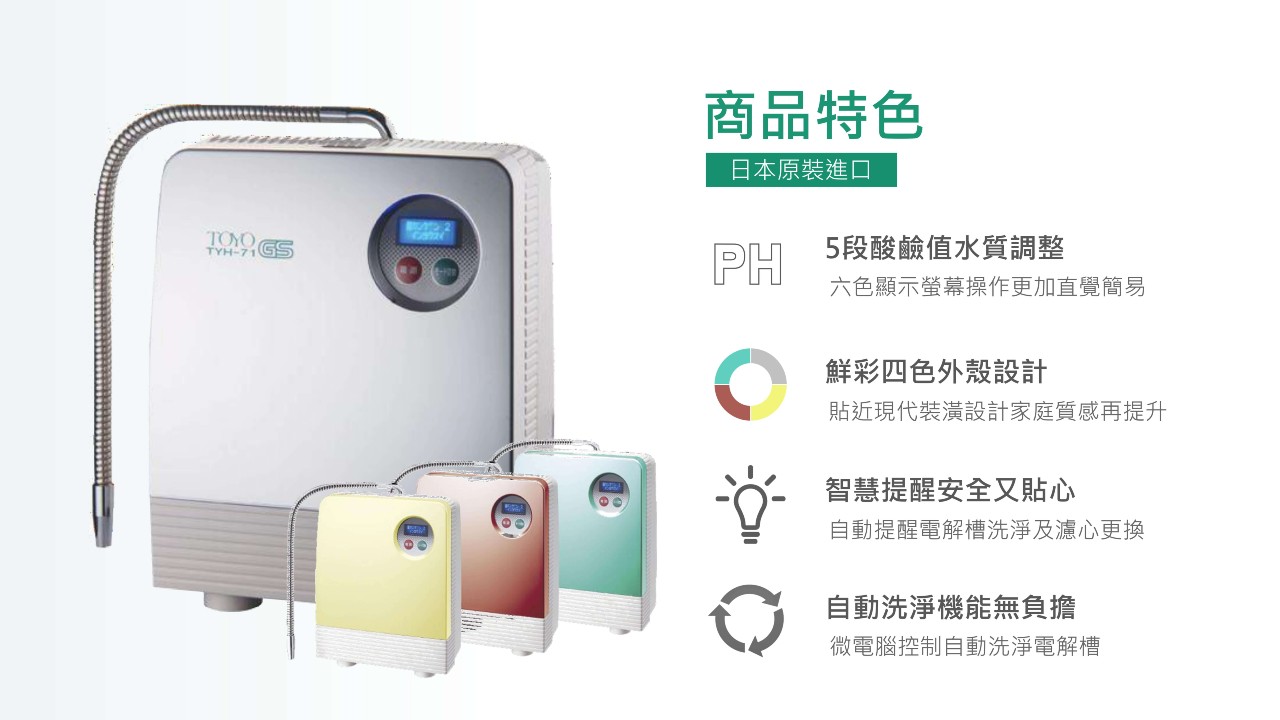 商品特色
日本原裝進口
TOYO
TYH-71 GS
PH
5段酸鹼值水質調整
六色顯示螢幕操作更加直覺簡易
鮮彩四色外殼設計
貼近現代裝潢設計家庭質感再提升
智慧提醒安全又貼心
自動提醒電解槽洗淨及濾心更換
自動洗淨機能無負擔
微電腦控制自動洗淨電解槽